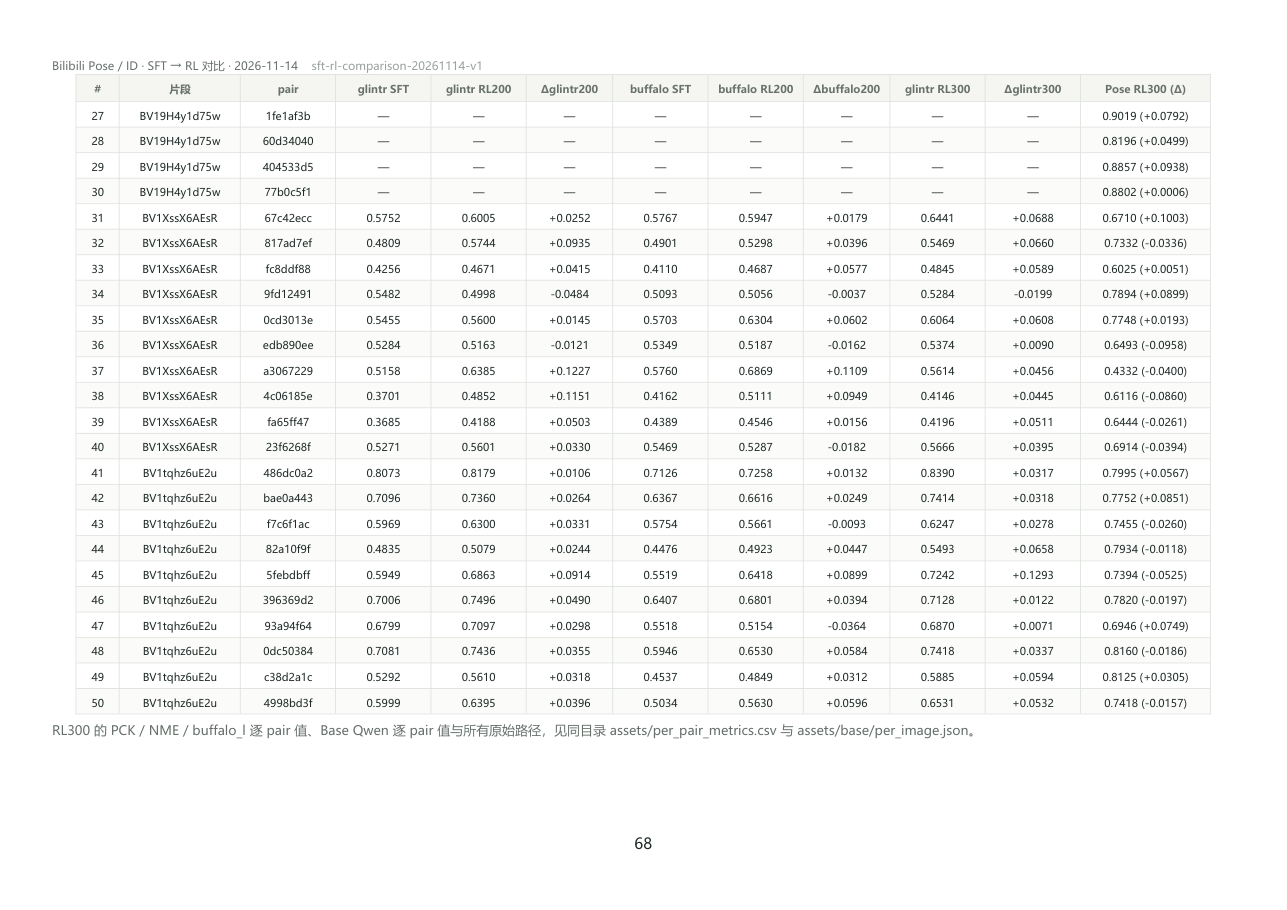 Bilibili Pose / ID · SFT → RL 对比 · 2026-11-14 sft-rl-comparison-20261114-v1
# 片段 pair glintr SFT glintr RL200 Δglintr200 buffalo SFT buffalo RL200 Δbuffalo200 glintr RL300 Δglintr300 Pose RL300 (Δ)
27 BV19H4y1d75w 1fe1af3b — — — — — — — — 0.9019 (+0.0792)
28 BV19H4y1d75w 60d34040 — — — — — — — — 0.8196 (+0.0499)
29 BV19H4y1d75w 404533d5 — — — — — — — — 0.8857 (+0.0938)
30 BV19H4y1d75w 77b0c5f1 — — — — — — — — 0.8802 (+0.0006)
31 BV1XssX6AEsR 67c42ecc 0.5752 0.6005 +0.0252 0.5767 0.5947 +0.0179 0.6441 +0.0688 0.6710 (+0.1003)
32 BV1XssX6AEsR 817ad7ef 0.4809 0.5744 +0.0935 0.4901 0.5298 +0.0396 0.5469 +0.0660 0.7332 (-0.0336)
33 BV1XssX6AEsR fc8ddf88 0.4256 0.4671 +0.0415 0.4110 0.4687 +0.0577 0.4845 +0.0589 0.6025 (+0.0051)
34 BV1XssX6AEsR 9fd12491 0.5482 0.4998 -0.0484 0.5093 0.5056 -0.0037 0.5284 -0.0199 0.7894 (+0.0899)
35 BV1XssX6AEsR 0cd3013e 0.5455 0.5600 +0.0145 0.5703 0.6304 +0.0602 0.6064 +0.0608 0.7748 (+0.0193)
36 BV1XssX6AEsR edb890ee 0.5284 0.5163 -0.0121 0.5349 0.5187 -0.0162 0.5374 +0.0090 0.6493 (-0.0958)
37 BV1XssX6AEsR a3067229 0.5158 0.6385 +0.1227 0.5760 0.6869 +0.1109 0.5614 +0.0456 0.4332 (-0.0400)
38 BV1XssX6AEsR 4c06185e 0.3701 0.4852 +0.1151 0.4162 0.5111 +0.0949 0.4146 +0.0445 0.6116 (-0.0860)
39 BV1XssX6AEsR fa65ff47 0.3685 0.4188 +0.0503 0.4389 0.4546 +0.0156 0.4196 +0.0511 0.6444 (-0.0261)
40 BV1XssX6AEsR 23f6268f 0.5271 0.5601 +0.0330 0.5469 0.5287 -0.0182 0.5666 +0.0395 0.6914 (-0.0394)
41 BV1tqhz6uE2u 486dc0a2 0.8073 0.8179 +0.0106 0.7126 0.7258 +0.0132 0.8390 +0.0317 0.7995 (+0.0567)
42 BV1tqhz6uE2u bae0a443 0.7096 0.7360 +0.0264 0.6367 0.6616 +0.0249 0.7414 +0.0318 0.7752 (+0.0851)
43 BV1tqhz6uE2u f7c6f1ac 0.5969 0.6300 +0.0331 0.5754 0.5661 -0.0093 0.6247 +0.0278 0.7455 (-0.0260)
44 BV1tqhz6uE2u 82a10f9f 0.4835 0.5079 +0.0244 0.4476 0.4923 +0.0447 0.5493 +0.0658 0.7934 (-0.0118)
45 BV1tqhz6uE2u 5febdbff 0.5949 0.6863 +0.0914 0.5519 0.6418 +0.0899 0.7242 +0.1293 0.7394 (-0.0525)
46 BV1tqhz6uE2u 396369d2 0.7006 0.7496 +0.0490 0.6407 0.6801 +0.0394 0.7128 +0.0122 0.7820 (-0.0197)
47 BV1tqhz6uE2u 93a94f64 0.6799 0.7097 +0.0298 0.5518 0.5154 -0.0364 0.6870 +0.0071 0.6946 (+0.0749)
48 BV1tqhz6uE2u 0dc50384 0.7081 0.7436 +0.0355 0.5946 0.6530 +0.0584 0.7418 +0.0337 0.8160 (-0.0186)
49 BV1tqhz6uE2u c38d2a1c 0.5292 0.5610 +0.0318 0.4537 0.4849 +0.0312 0.5885 +0.0594 0.8125 (+0.0305)
50 BV1tqhz6uE2u 4998bd3f 0.5999 0.6395 +0.0396 0.5034 0.5630 +0.0596 0.6531 +0.0532 0.7418 (-0.0157)
RL300 的 PCK / NME / buffalo_l 逐 pair 值、Base Qwen 逐 pair 值与所有原始路径，见同目录 assets/per_pair_metrics.csv 与 assets/base/per_image.json。
68